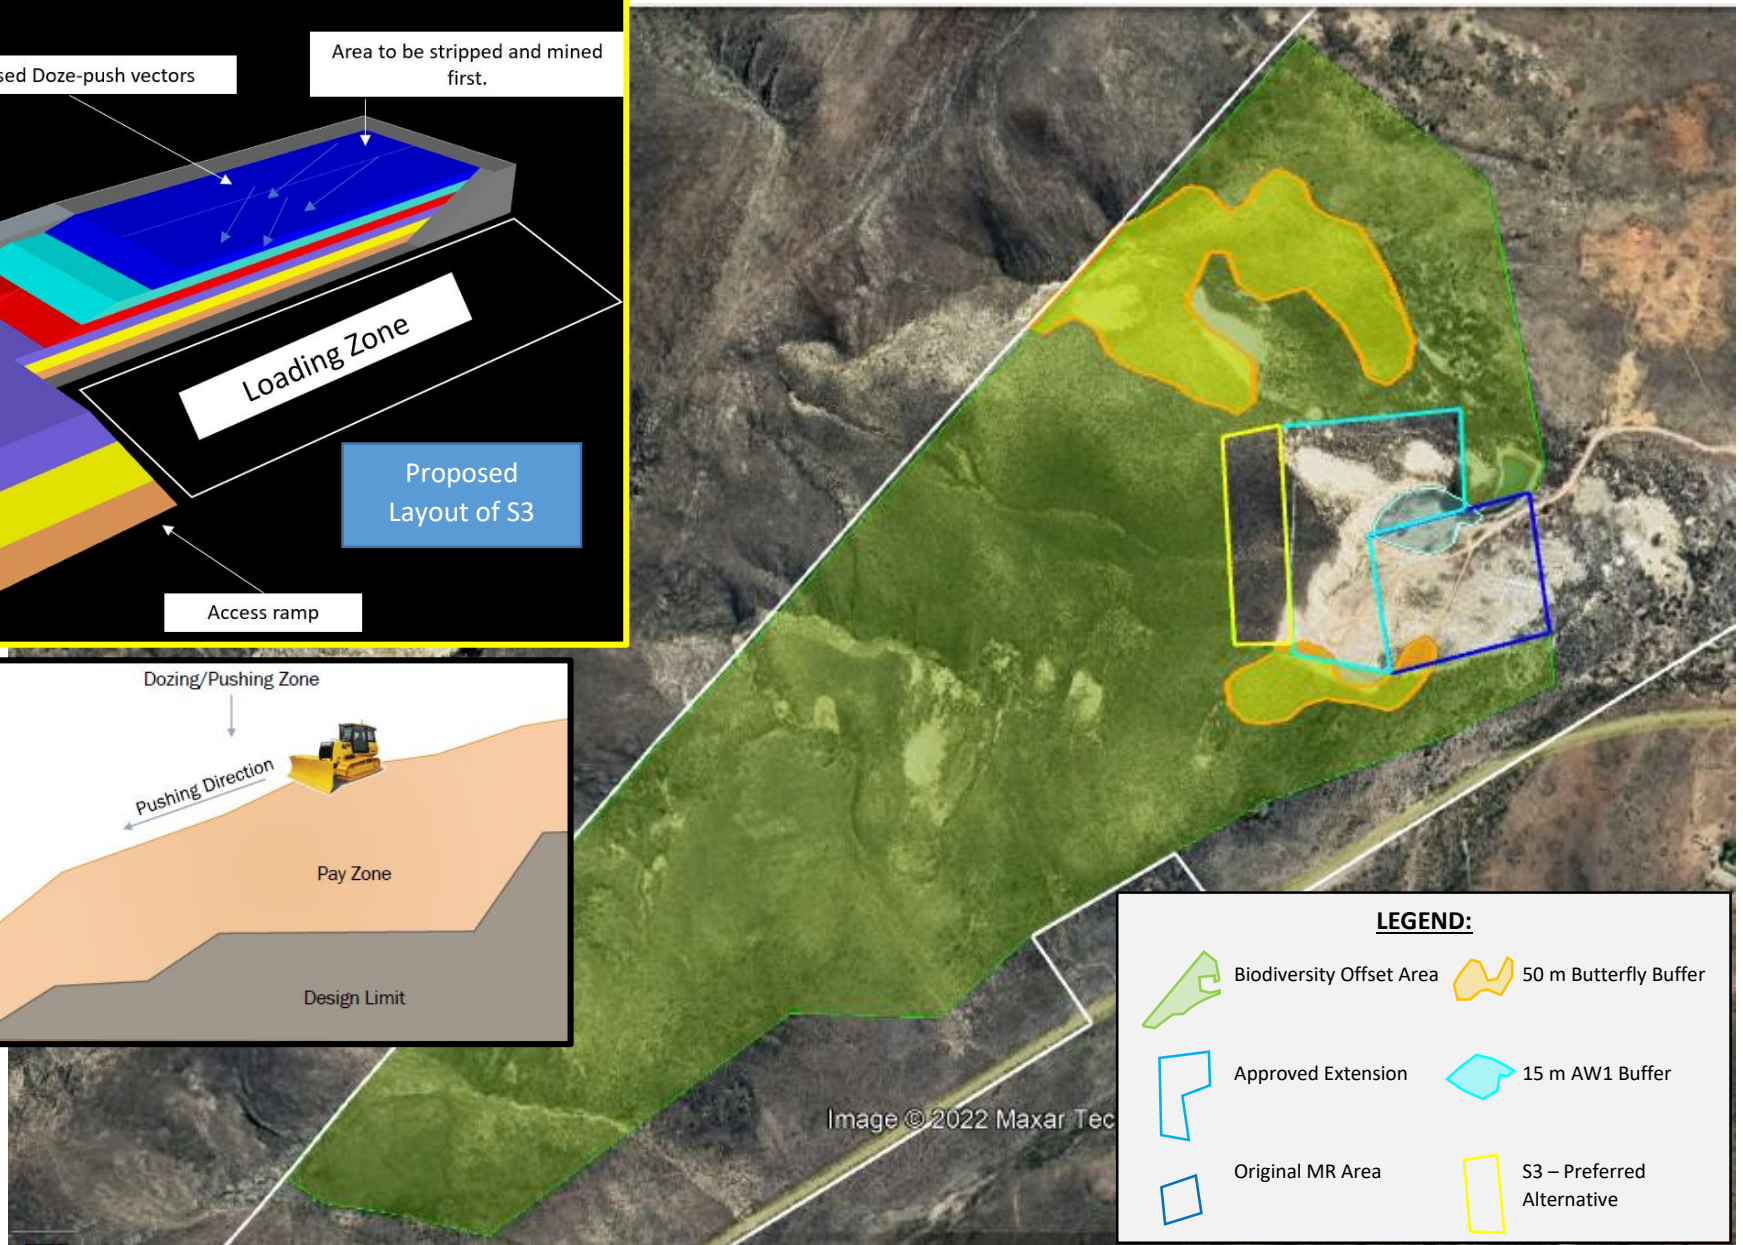 Doze-push vectors
Area to be stripped and mined
first.
Loading Zone
Proposed
Layout of S3
Access ramp
Dozing/Pushing Zone
Pushing Direction
Pay Zone
Design Limit
Image © 2022 Maxar Tec
LEGEND:
Biodiversity Offset Area
50 m Butterfly Buffer
Approved Extension
15 m AW1 Buffer
Original MR Area
S3 – Preferred
Alternative